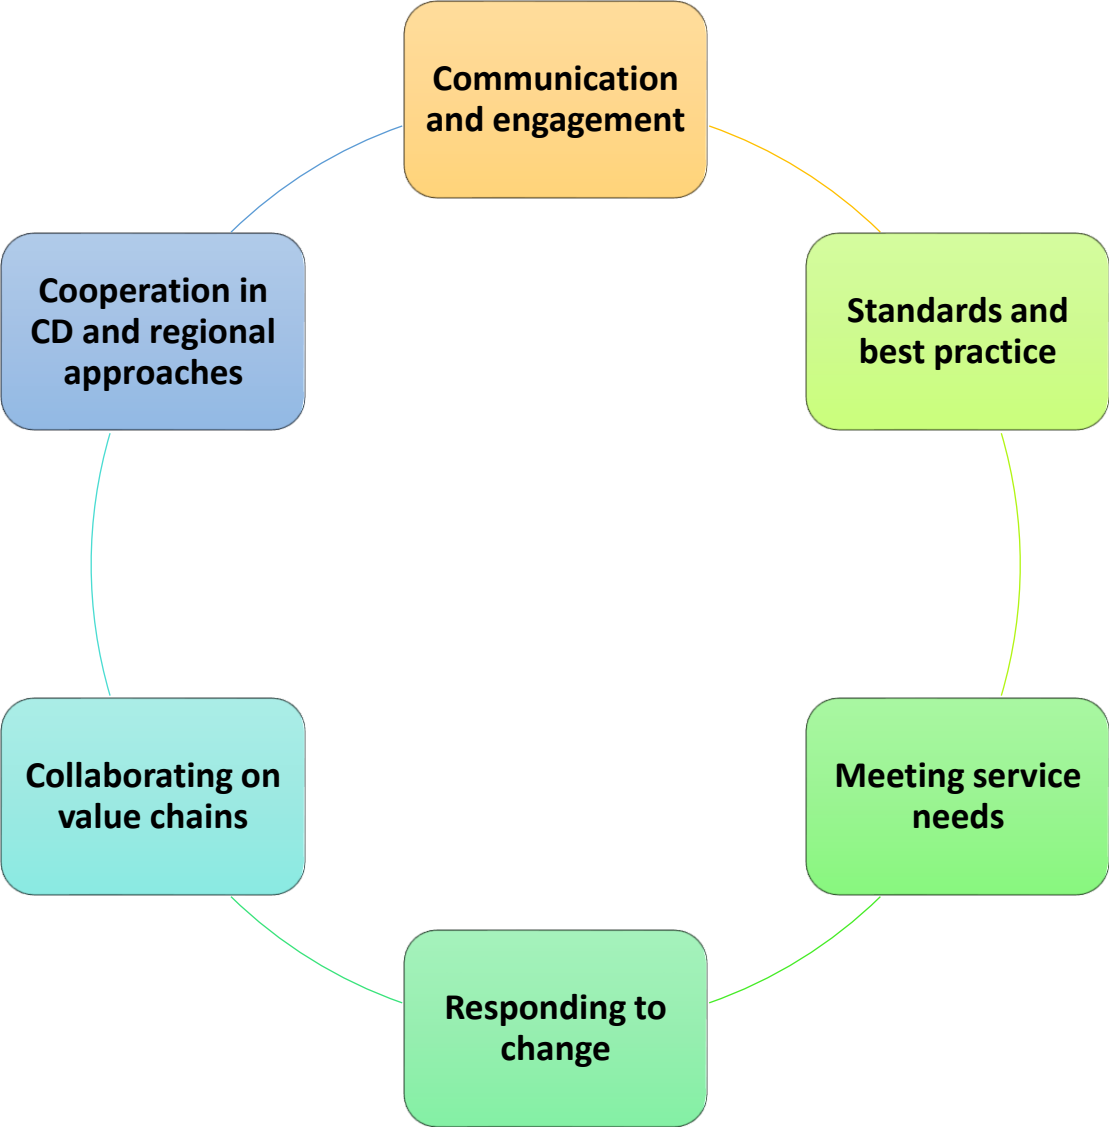 Communication
and engagement
Standards and
best practice
Meeting service
needs
Responding to
change
Collaborating on
value chains
Cooperation in
CD and regional
approaches